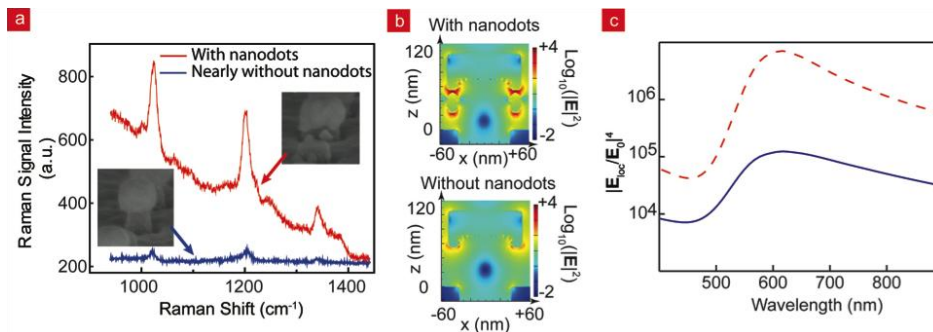 a
With nanodots
Nearly without nanodots
Raman Signal Intensity
(a.u.)
800
600
400
200
1000
1200
1400
Raman Shift (cm⁻¹)
b
With nanodots
120
z (nm)
0
-60
+60
x (nm)
+4
Log₁₀(|E|²)
-2
Without nanodots
120
z (nm)
0
-60
+60
x (nm)
+4
Log₁₀(|E|²)
-2
c
|E_loc/E₀|⁴
10⁶
10⁵
10⁴
500
600
700
800
Wavelength (nm)